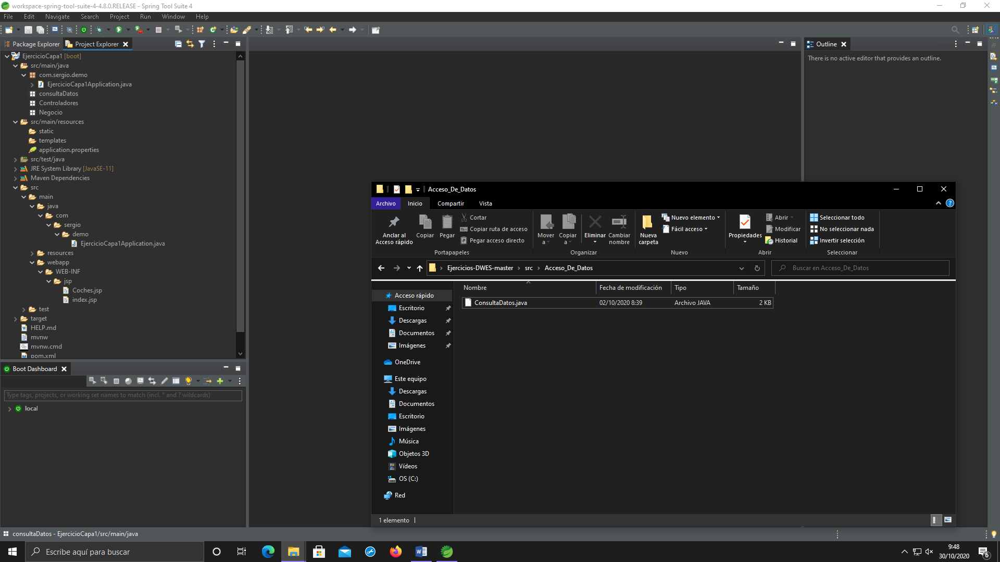 workspace-spring-tool-suite-4-4.8.0.RELEASE - Spring Tool Suite 4
File Edit Navigate Search Project Run Window Help
Package Explorer Project Explorer
EjercicioCapa1 [boot]
src/main/java
com.sergio.demo
EjercicioCapa1Application.java
consultaDatos
Controladores
Negocio
src/main/resources
static
templates
application.properties
src/test/java
JRE System Library [JavaSE-11]
Maven Dependencies
src
main
java
com
sergio
demo
EjercicioCapa1Application.java
resources
webapp
WEB-INF
jsp
Coches.jsp
index.jsp
test
target
HELP.md
mvnw
mvnw.cmd
pom.xml
Boot Dashboard
Type tags, projects, or working set names to match (incl. * and ? wildcards)
local
Outline
There is no active editor that provides an outline.
Acceso_De_Datos
Archivo Inicio Compartir Vista
Anclar al
Acceso rápido
Copiar
Pegar
Cortar
Copiar ruta de acceso
Pegar acceso directo
Portapapeles
Mover
a
Copiar
a
Eliminar
Cambiar
nombre
Organizar
Nueva
carpeta
Nuevo elemento
Fácil acceso
Nuevo
Propiedades
Abrir
Modificar
Historial
Abrir
Seleccionar todo
No seleccionar nada
Invertir selección
Seleccionar
Ejercicios-DWES-master > src > Acceso_De_Datos
Buscar en Acceso_De_Datos
Nombre Fecha de modificación Tipo Tamaño
ConsultaDatos.java 02/10/2020 8:39 Archivo JAVA 2 KB
Acceso rápido
Escritorio
Descargas
Documentos
Imágenes
OneDrive
Este equipo
Descargas
Documentos
Escritorio
Imágenes
Música
Objetos 3D
Vídeos
OS (C:)
Red
1 elemento
consultaDatos - EjercicioCapa1/src/main/java
Escribe aquí para buscar
9:48
30/10/2020
6